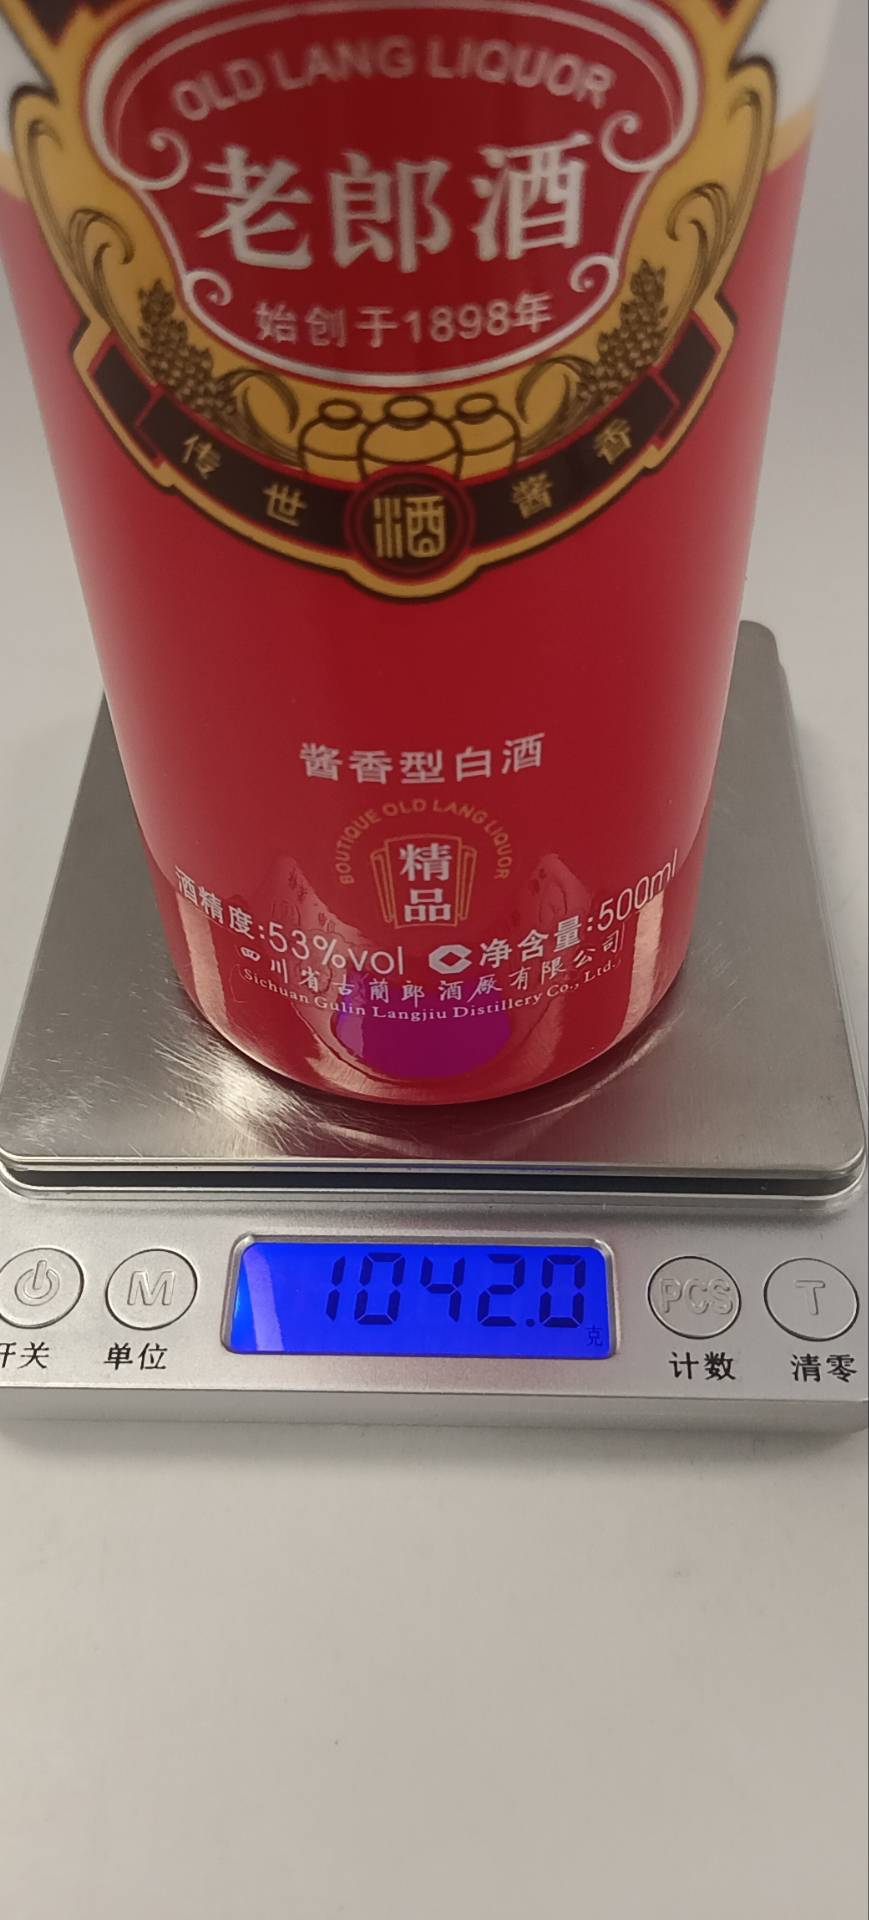 OLD LANG LIQUOR
老郎酒
始创于1898年
传世酒酱香
酱香型白酒
BOUTIQUE OLD LANG LIQUOR
精品
酒精度:53%vol 净含量:500ml
四川省古蔺郎酒厂有限公司
Sichuan Gulin Langjiu Distillery Co., Ltd.
1042.0
克
M PCS T
开关 单位 计数 清零